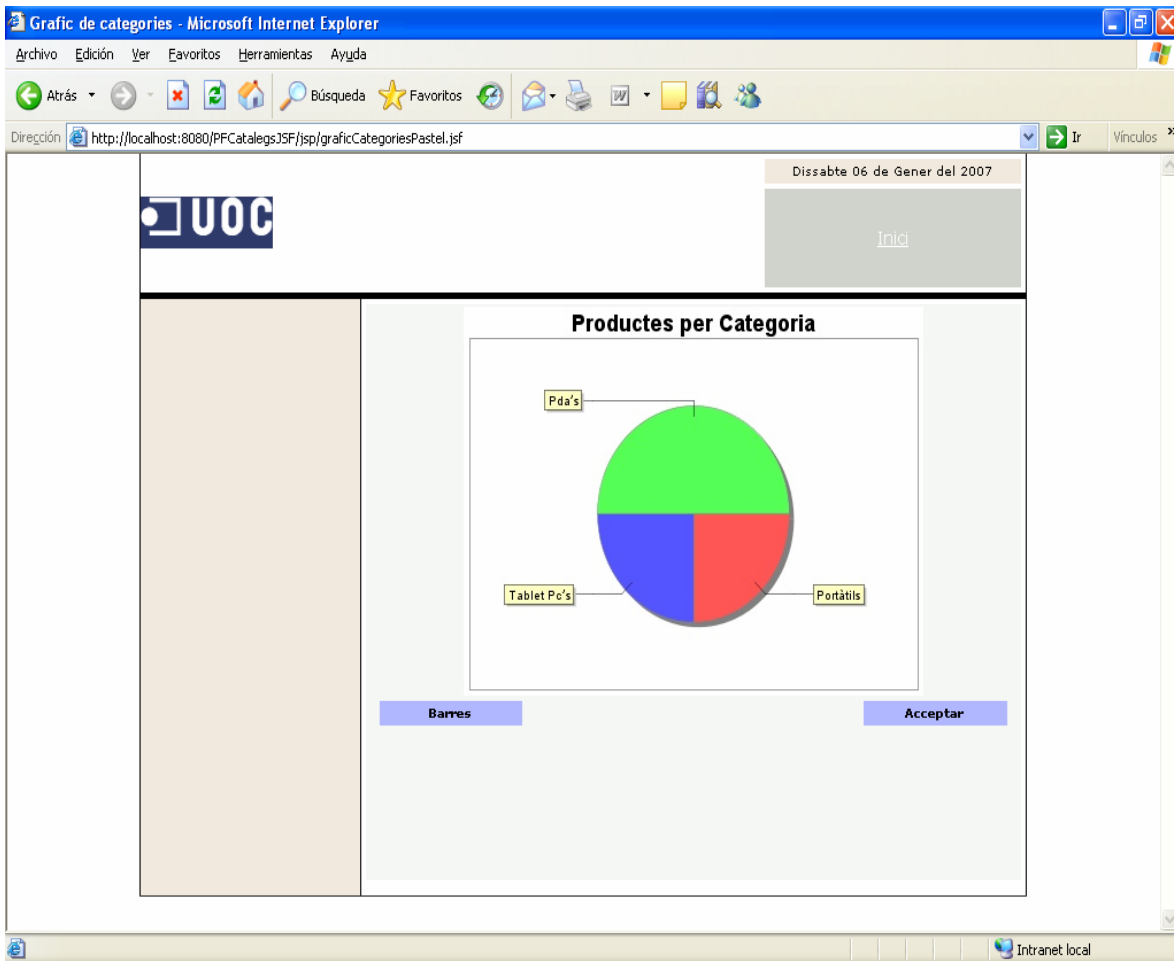 Grafic de categories - Microsoft Internet Explorer
Archivo Edición Ver Favoritos Herramientas Ayuda
Atrás Búsqueda Favoritos
Dirección http://localhost:8080/PFCatalegsJSF/jsp/graficCategoriesPastel.jsf Ir Vínculos »
Dissabte 06 de Gener del 2007
UOC
Inici
Productes per Categoria
Pda's
Tablet Pc's
Portàtils
Barres Acceptar
Intranet local